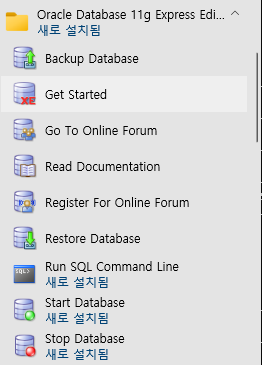 Oracle Database 11g Express Edi...
새로 설치됨
Backup Database
XE
Get Started
Go To Online Forum
Read Documentation
Register For Online Forum
Restore Database
SQL>
Run SQL Command Line
새로 설치됨
Start Database
새로 설치됨
Stop Database
새로 설치됨